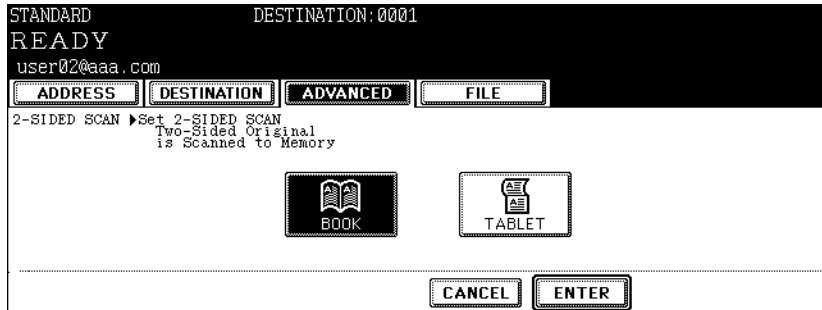 STANDARD DESTINATION:0001
READY
user02@aaa.com
ADDRESS DESTINATION ADVANCED FILE
2-SIDED SCAN ▶Set 2-SIDED SCAN
Two-Sided Original
is Scanned to Memory
BOOK TABLET
CANCEL ENTER